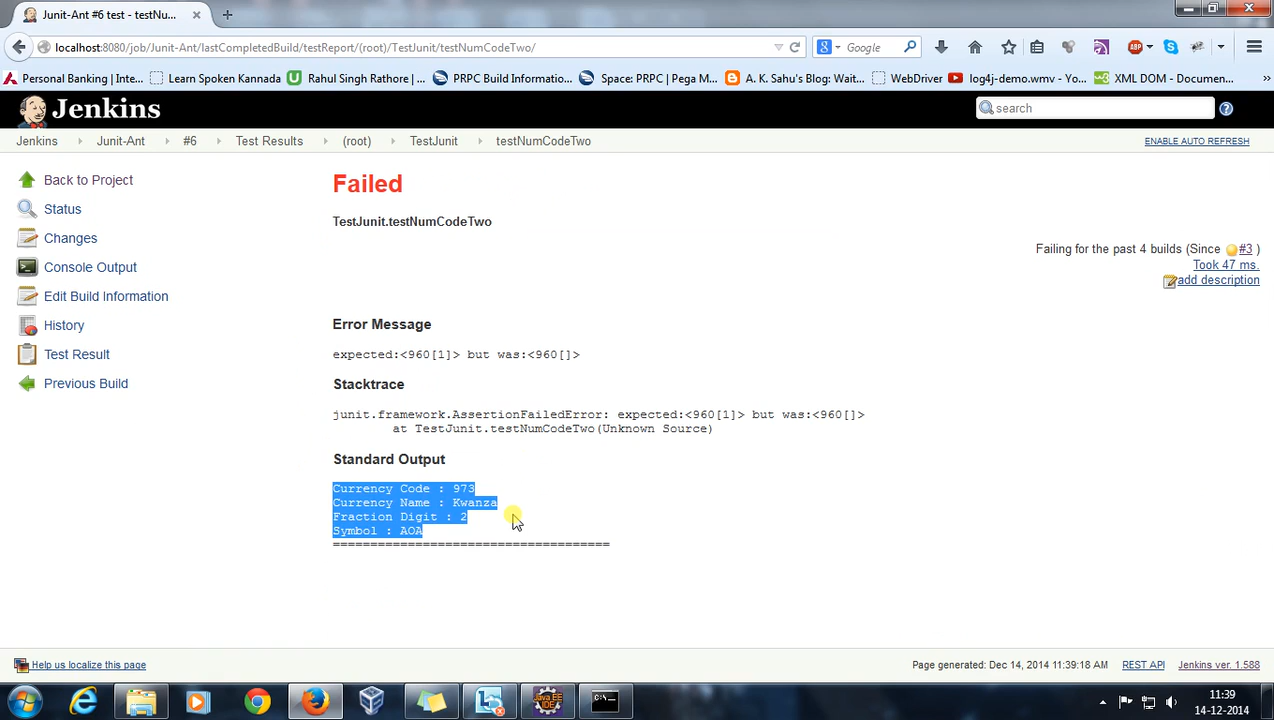 Junit-Ant #6 test - testNum...
localhost:8080/job/Junit-Ant/lastCompletedBuild/testReport/(root)/TestJunit/testNumCodeTwo/
Google
ABP
Personal Banking | Inte...
Learn Spoken Kannada
Rahul Singh Rathore | ...
PRPC Build Informatio...
Space: PRPC | Pega M...
A. K. Sahu's Blog: Wait...
WebDriver
log4j-demo.wmv - Yo...
XML DOM - Documen...
Jenkins
search
Jenkins
Junit-Ant
#6
Test Results
(root)
TestJunit
testNumCodeTwo
ENABLE AUTO REFRESH
Back to Project
Status
Changes
Console Output
Edit Build Information
History
Test Result
Previous Build
Failed
TestJunit.testNumCodeTwo
Failing for the past 4 builds (Since #3 )
Took 47 ms.
add description
Error Message
expected:<960[1]> but was:<960[]>
Stacktrace
junit.framework.AssertionFailedError: expected:<960[1]> but was:<960[]>
at TestJunit.testNumCodeTwo(Unknown Source)
Standard Output
Currency Code : 973
Currency Name : Kwanza
Fraction Digit : 2
Symbol : AOA
=====================================
Help us localize this page
Page generated: Dec 14, 2014 11:39:18 AM
REST API
Jenkins ver. 1.588
Java EE
IDE
11:39
14-12-2014